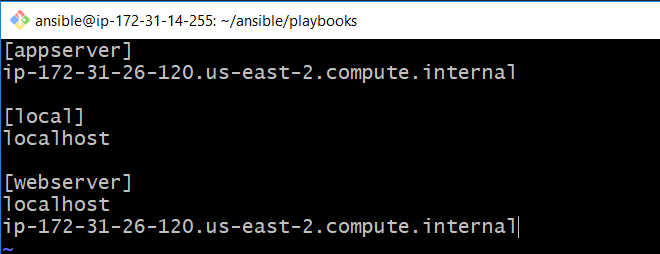 ansible@ip-172-31-14-255: ~/ansible/playbooks
[appserver]
ip-172-31-26-120.us-east-2.compute.internal
[local]
localhost
[webserver]
localhost
ip-172-31-26-120.us-east-2.compute.internal
~